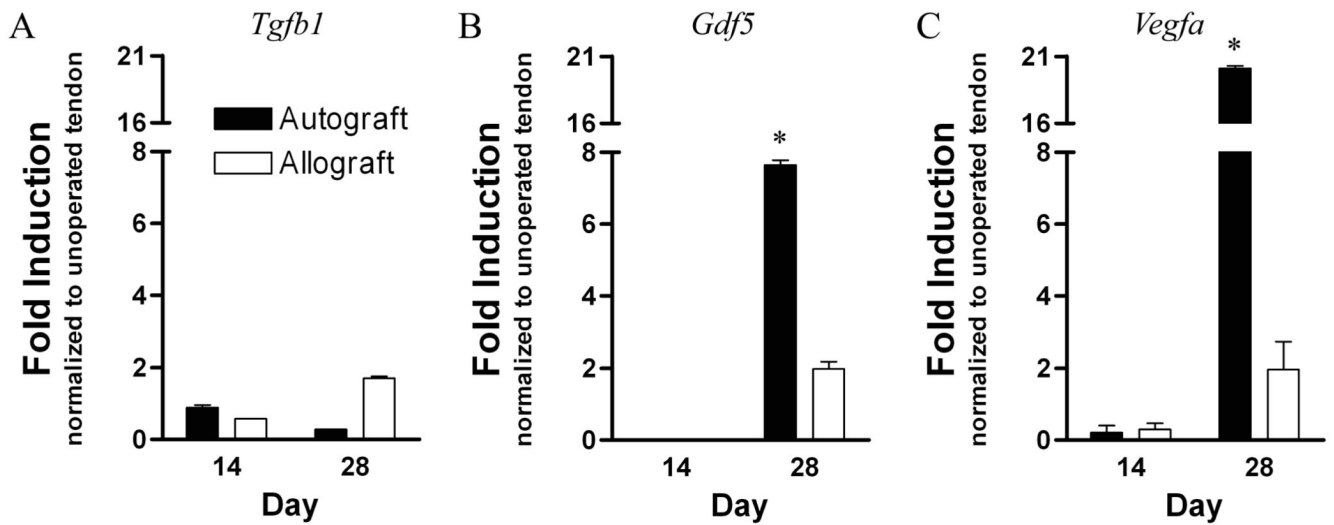 A
Tgfb1
Fold Induction
normalized to unoperated tendon
21
16
8
6
4
2
0
Autograft
Allograft
14
28
Day
B
Gdf5
Fold Induction
normalized to unoperated tendon
21
16
8
6
4
2
0
*
14
28
Day
C
Vegfa
Fold Induction
normalized to unoperated tendon
21
16
8
6
4
2
0
*
14
28
Day